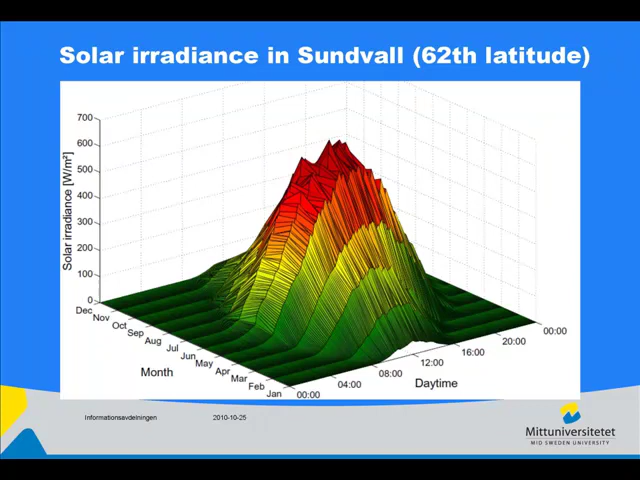 Solar irradiance in Sundvall (62th latitude)
700
600
500
400
300
200
100
0
Solar irradiance [W/m²]
Dec
Nov
Oct
Sep
Aug
Jul
Jun
May
Apr
Mar
Feb
Jan
Month
00:00
04:00
08:00
12:00
16:00
20:00
00:00
Daytime
Informationsavdelningen
2010-10-25
Mittuniversitetet
MID SWEDEN UNIVERSITY